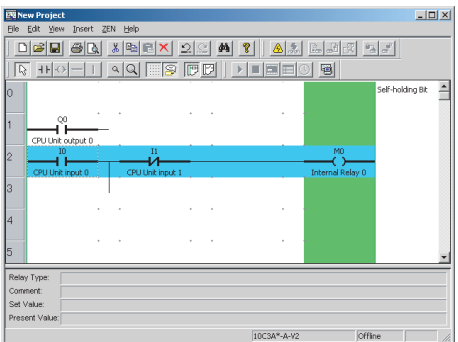 New Project
File Edit View Insert ZEN Help
0
Self-holding Bit
1
Q0
CPU Unit output 0
2
I0 I1 M0
CPU Unit input 0 CPU Unit input 1 Internal Relay 0
3
4
5
Relay Type:
Comment:
Set Value:
Present Value:
10C3A*-A-V2 Offline